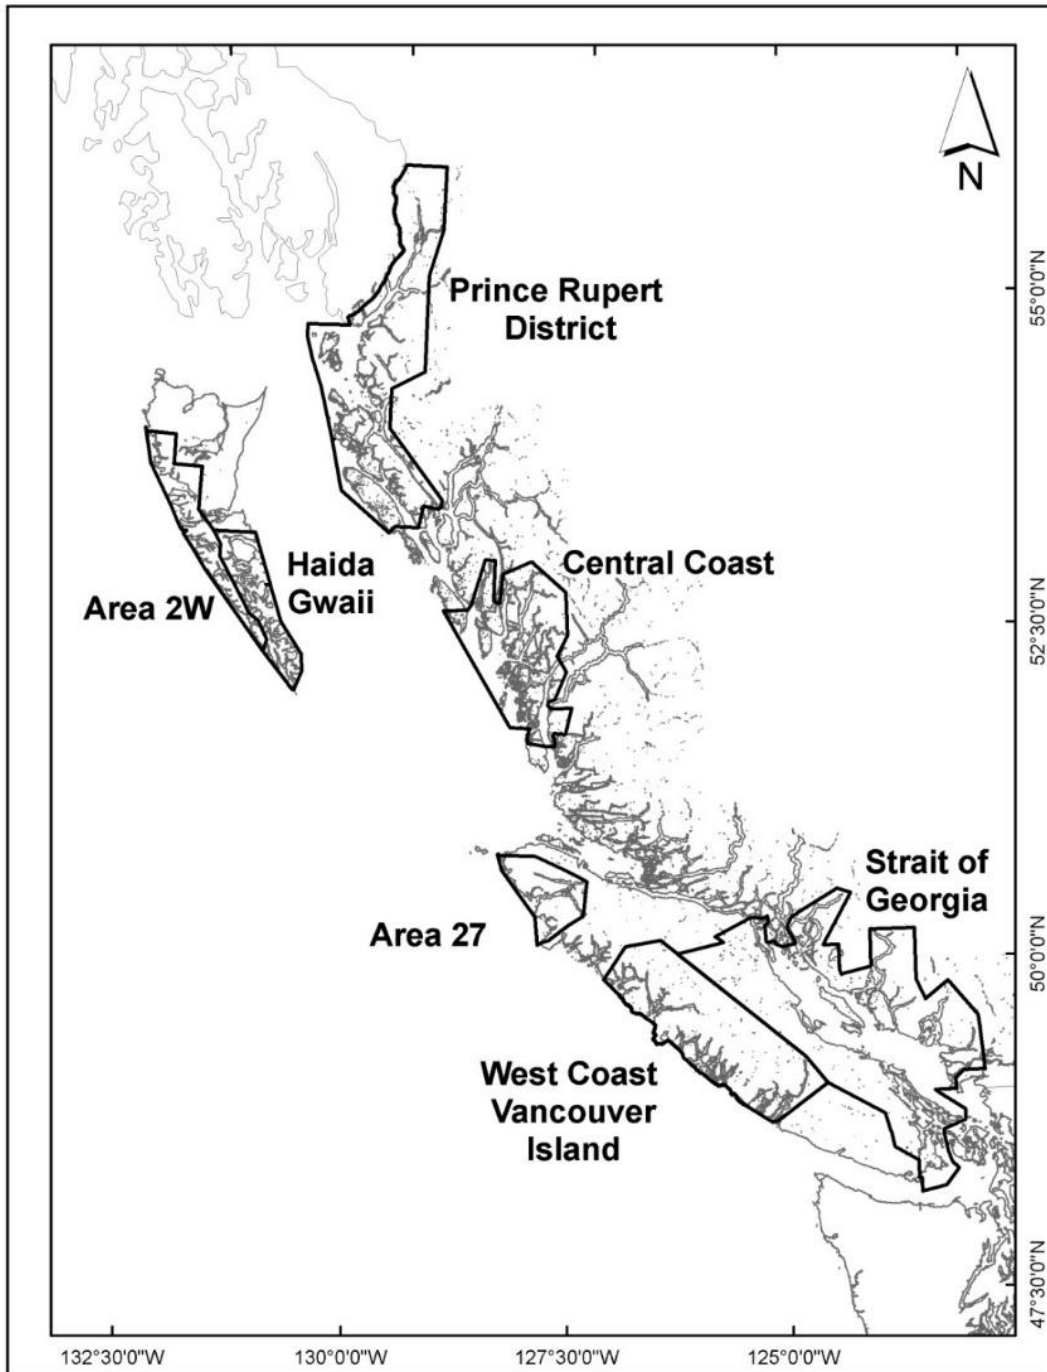 N
Prince Rupert
District
55°0'0"N
Central Coast
Haida
Gwaii
Area 2W
52°30'0"N
Strait of
Georgia
Area 27
50°0'0"N
West Coast
Vancouver
Island
47°30'0"N
132°30'0"W
130°0'0"W
127°30'0"W
125°0'0"W